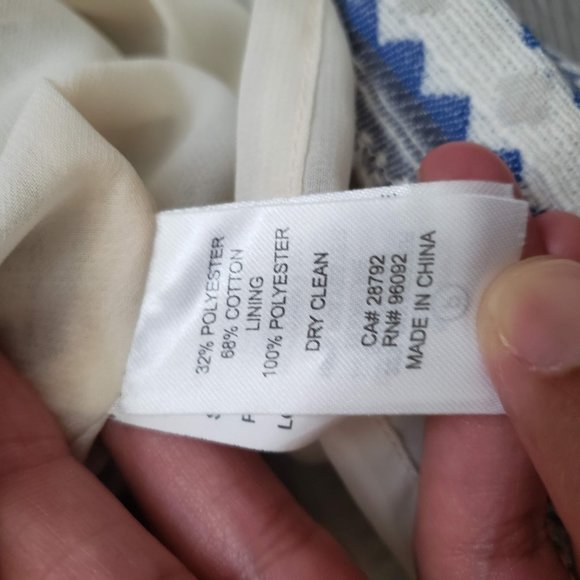 32% POLYESTER
68% COTTON
LINING
100% POLYESTER
DRY CLEAN
CA# 28792
RN# 96092
MADE IN CHINA